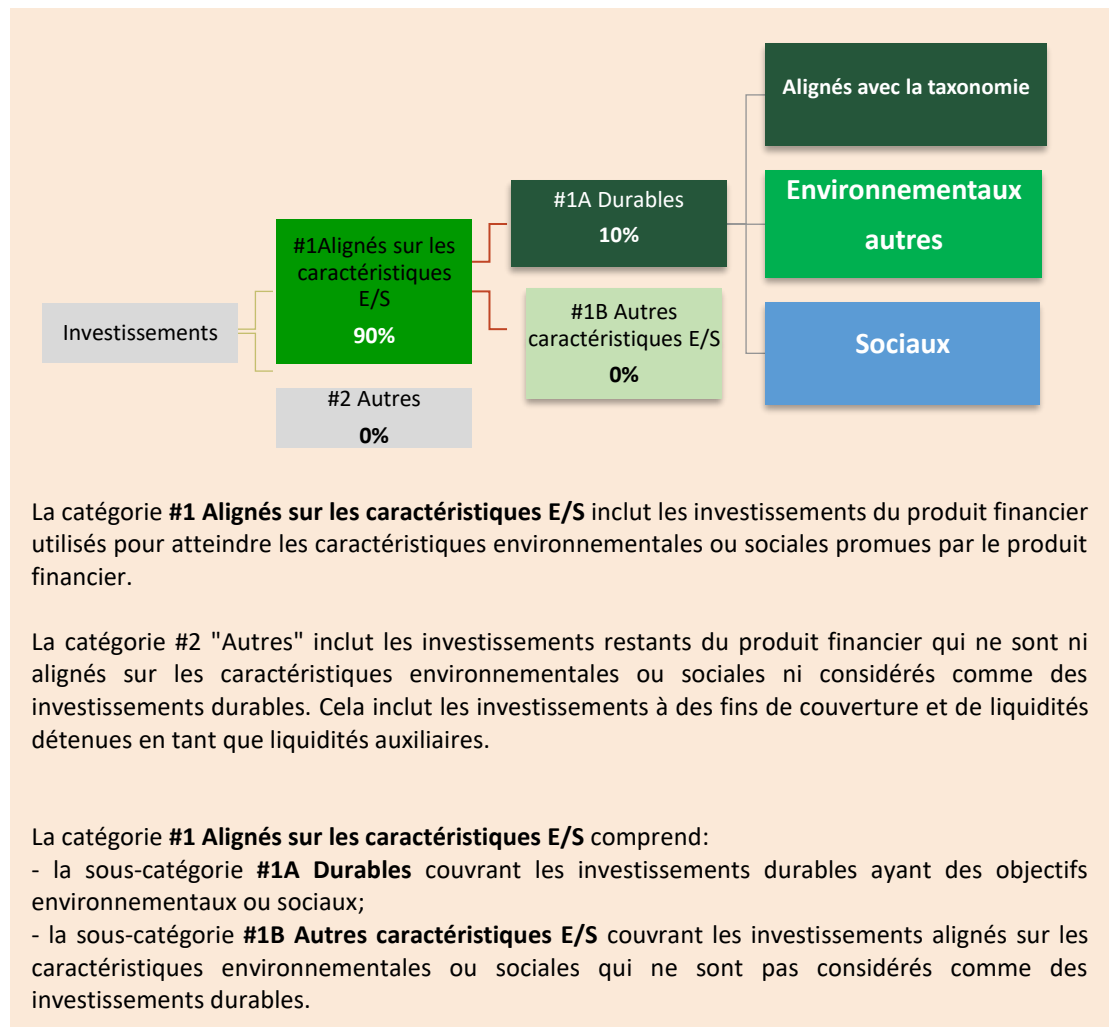 Alignés avec la taxonomie
#1A Durables
10%
Environnementaux
autres
#1Alignés sur les
caractéristiques
E/S
90%
#1B Autres
caractéristiques E/S
0%
Investissements
Sociaux
#2 Autres
0%
La catégorie #1 Alignés sur les caractéristiques E/S inclut les investissements du produit financier
utilisés pour atteindre les caractéristiques environnementales ou sociales promues par le produit
financier.
La catégorie #2 "Autres" inclut les investissements restants du produit financier qui ne sont ni
alignés sur les caractéristiques environnementales ou sociales ni considérés comme des
investissements durables. Cela inclut les investissements à des fins de couverture et de liquidités
détenues en tant que liquidités auxiliaires.
La catégorie #1 Alignés sur les caractéristiques E/S comprend:
- la sous-catégorie #1A Durables couvrant les investissements durables ayant des objectifs
environnementaux ou sociaux;
- la sous-catégorie #1B Autres caractéristiques E/S couvrant les investissements alignés sur les
caractéristiques environnementales ou sociales qui ne sont pas considérés comme des
investissements durables.